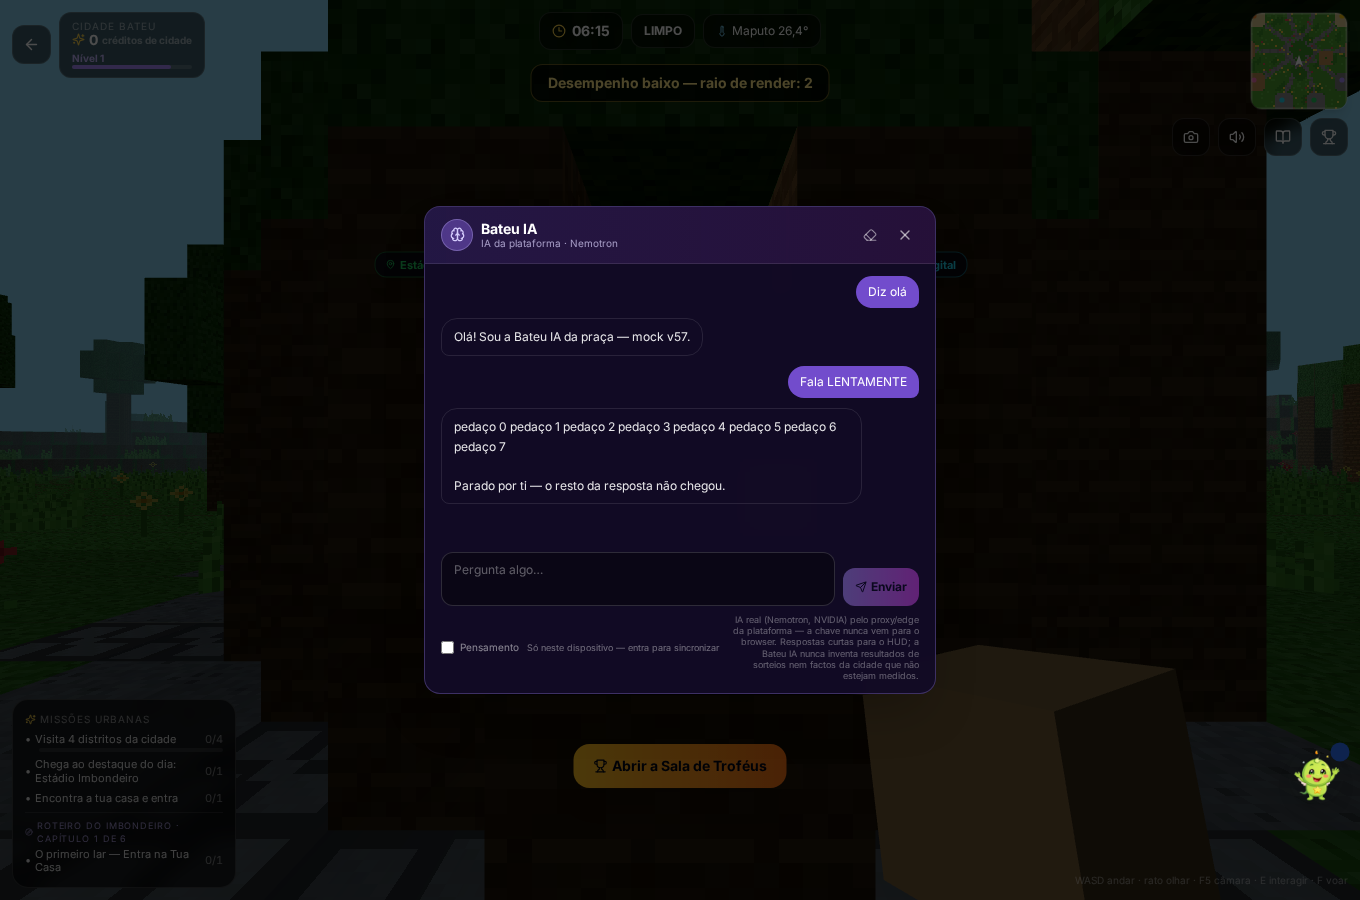 CIDADE BATEU
0 créditos de cidade
Nível 1
06:15
LIMPO
Maputo 26,4°
Desempenho baixo — raio de render: 2
Está
gital
Bateu IA
IA da plataforma · Nemotron
Diz olá
Olá! Sou a Bateu IA da praça — mock v57.
Fala LENTAMENTE
pedaço 0 pedaço 1 pedaço 2 pedaço 3 pedaço 4 pedaço 5 pedaço 6
pedaço 7
Parado por ti — o resto da resposta não chegou.
Pergunta algo...
Enviar
Pensamento
Só neste dispositivo — entra para sincronizar
IA real (Nemotron, NVIDIA) pelo proxy/edge
da plataforma — a chave nunca vem para o
browser. Respostas curtas para o HUD; a
Bateu IA nunca inventa resultados de
sorteios nem factos da cidade que não
estejam medidos.
MISSÕES URBANAS
• Visita 4 distritos da cidade 0/4
• Chega ao destaque do dia:
Estádio Imbondeiro 0/1
• Encontra a tua casa e entra 0/1
ROTEIRO DO IMBONDEIRO ·
CAPÍTULO 1 DE 6
• O primeiro lar — Entra na Tua
Casa 0/1
Abrir a Sala de Troféus
WASD andar · rato olhar · F5 câmara · E interagir · F voar